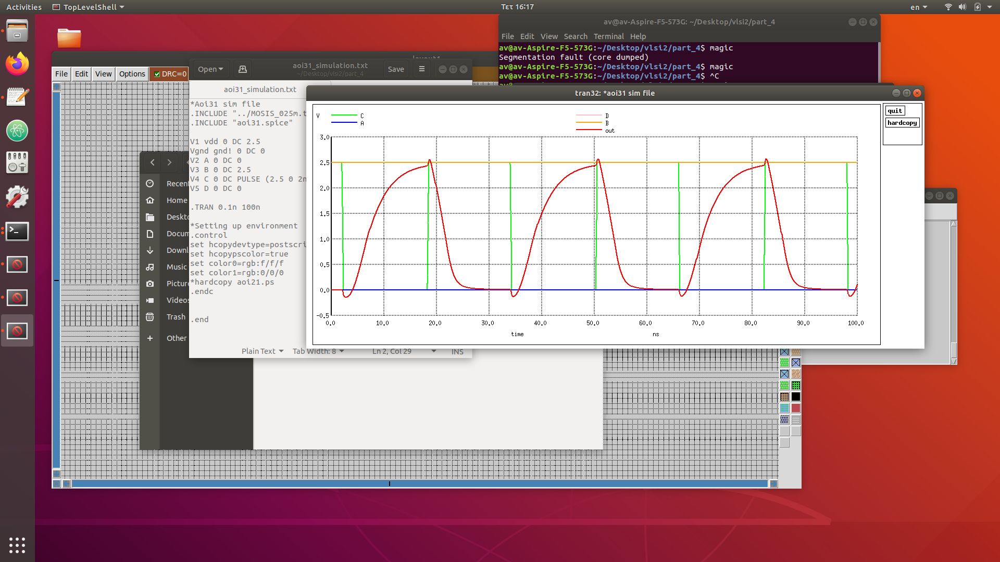 Activities
TopLevelShell
Τετ 16:17
en
av@av-Aspire-F5-573G: ~/Desktop/vlsi2/part_4
File Edit View Search Terminal Help
av@av-Aspire-F5-573G:~/Desktop/vlsi2/part_4$ magic
Segmentation fault (core dumped)
av@av-Aspire-F5-573G:~/Desktop/vlsi2/part_4$ magic
av@av-Aspire-F5-573G:~/Desktop/vlsi2/part_4$ ^C
File Edit View Options DRC=0
Open
aoi31_simulation.txt
~/Desktop/vlsi2/part_4
Save
aoi31_simulation.txt
*Aoi31 sim file
.INCLUDE "../MOSIS_025m.t
.INCLUDE "aoi31.spice"
V1 vdd 0 DC 2.5
Vgnd gnd! 0 DC 0
V2 A 0 DC 0
V3 B 0 DC 2.5
V4 C 0 DC PULSE (2.5 0 2n
V5 D 0 DC 0
.TRAN 0.1n 100n
*Setting up environment
.control
set hcopydevtype=postscri
set hcopypscolor=true
set color0=rgb:f/f/f
set color1=rgb:0/0/0
*hardcopy aoi21.ps
.endc
.end
Plain Text
Tab Width: 8
Ln 2, Col 29
INS
Recen
Home
Deskto
Docum
Downl
Music
Picture
Videos
Trash
Other
tran32: *aoi31 sim file
quit
hardcopy
V
C
A
D
B
out
3.0
2.5
2.0
1.5
1.0
0.5
0.0
-0.5
0.0 10.0 20.0 30.0 40.0 50.0 60.0 70.0 80.0 90.0 100.0
time
ns